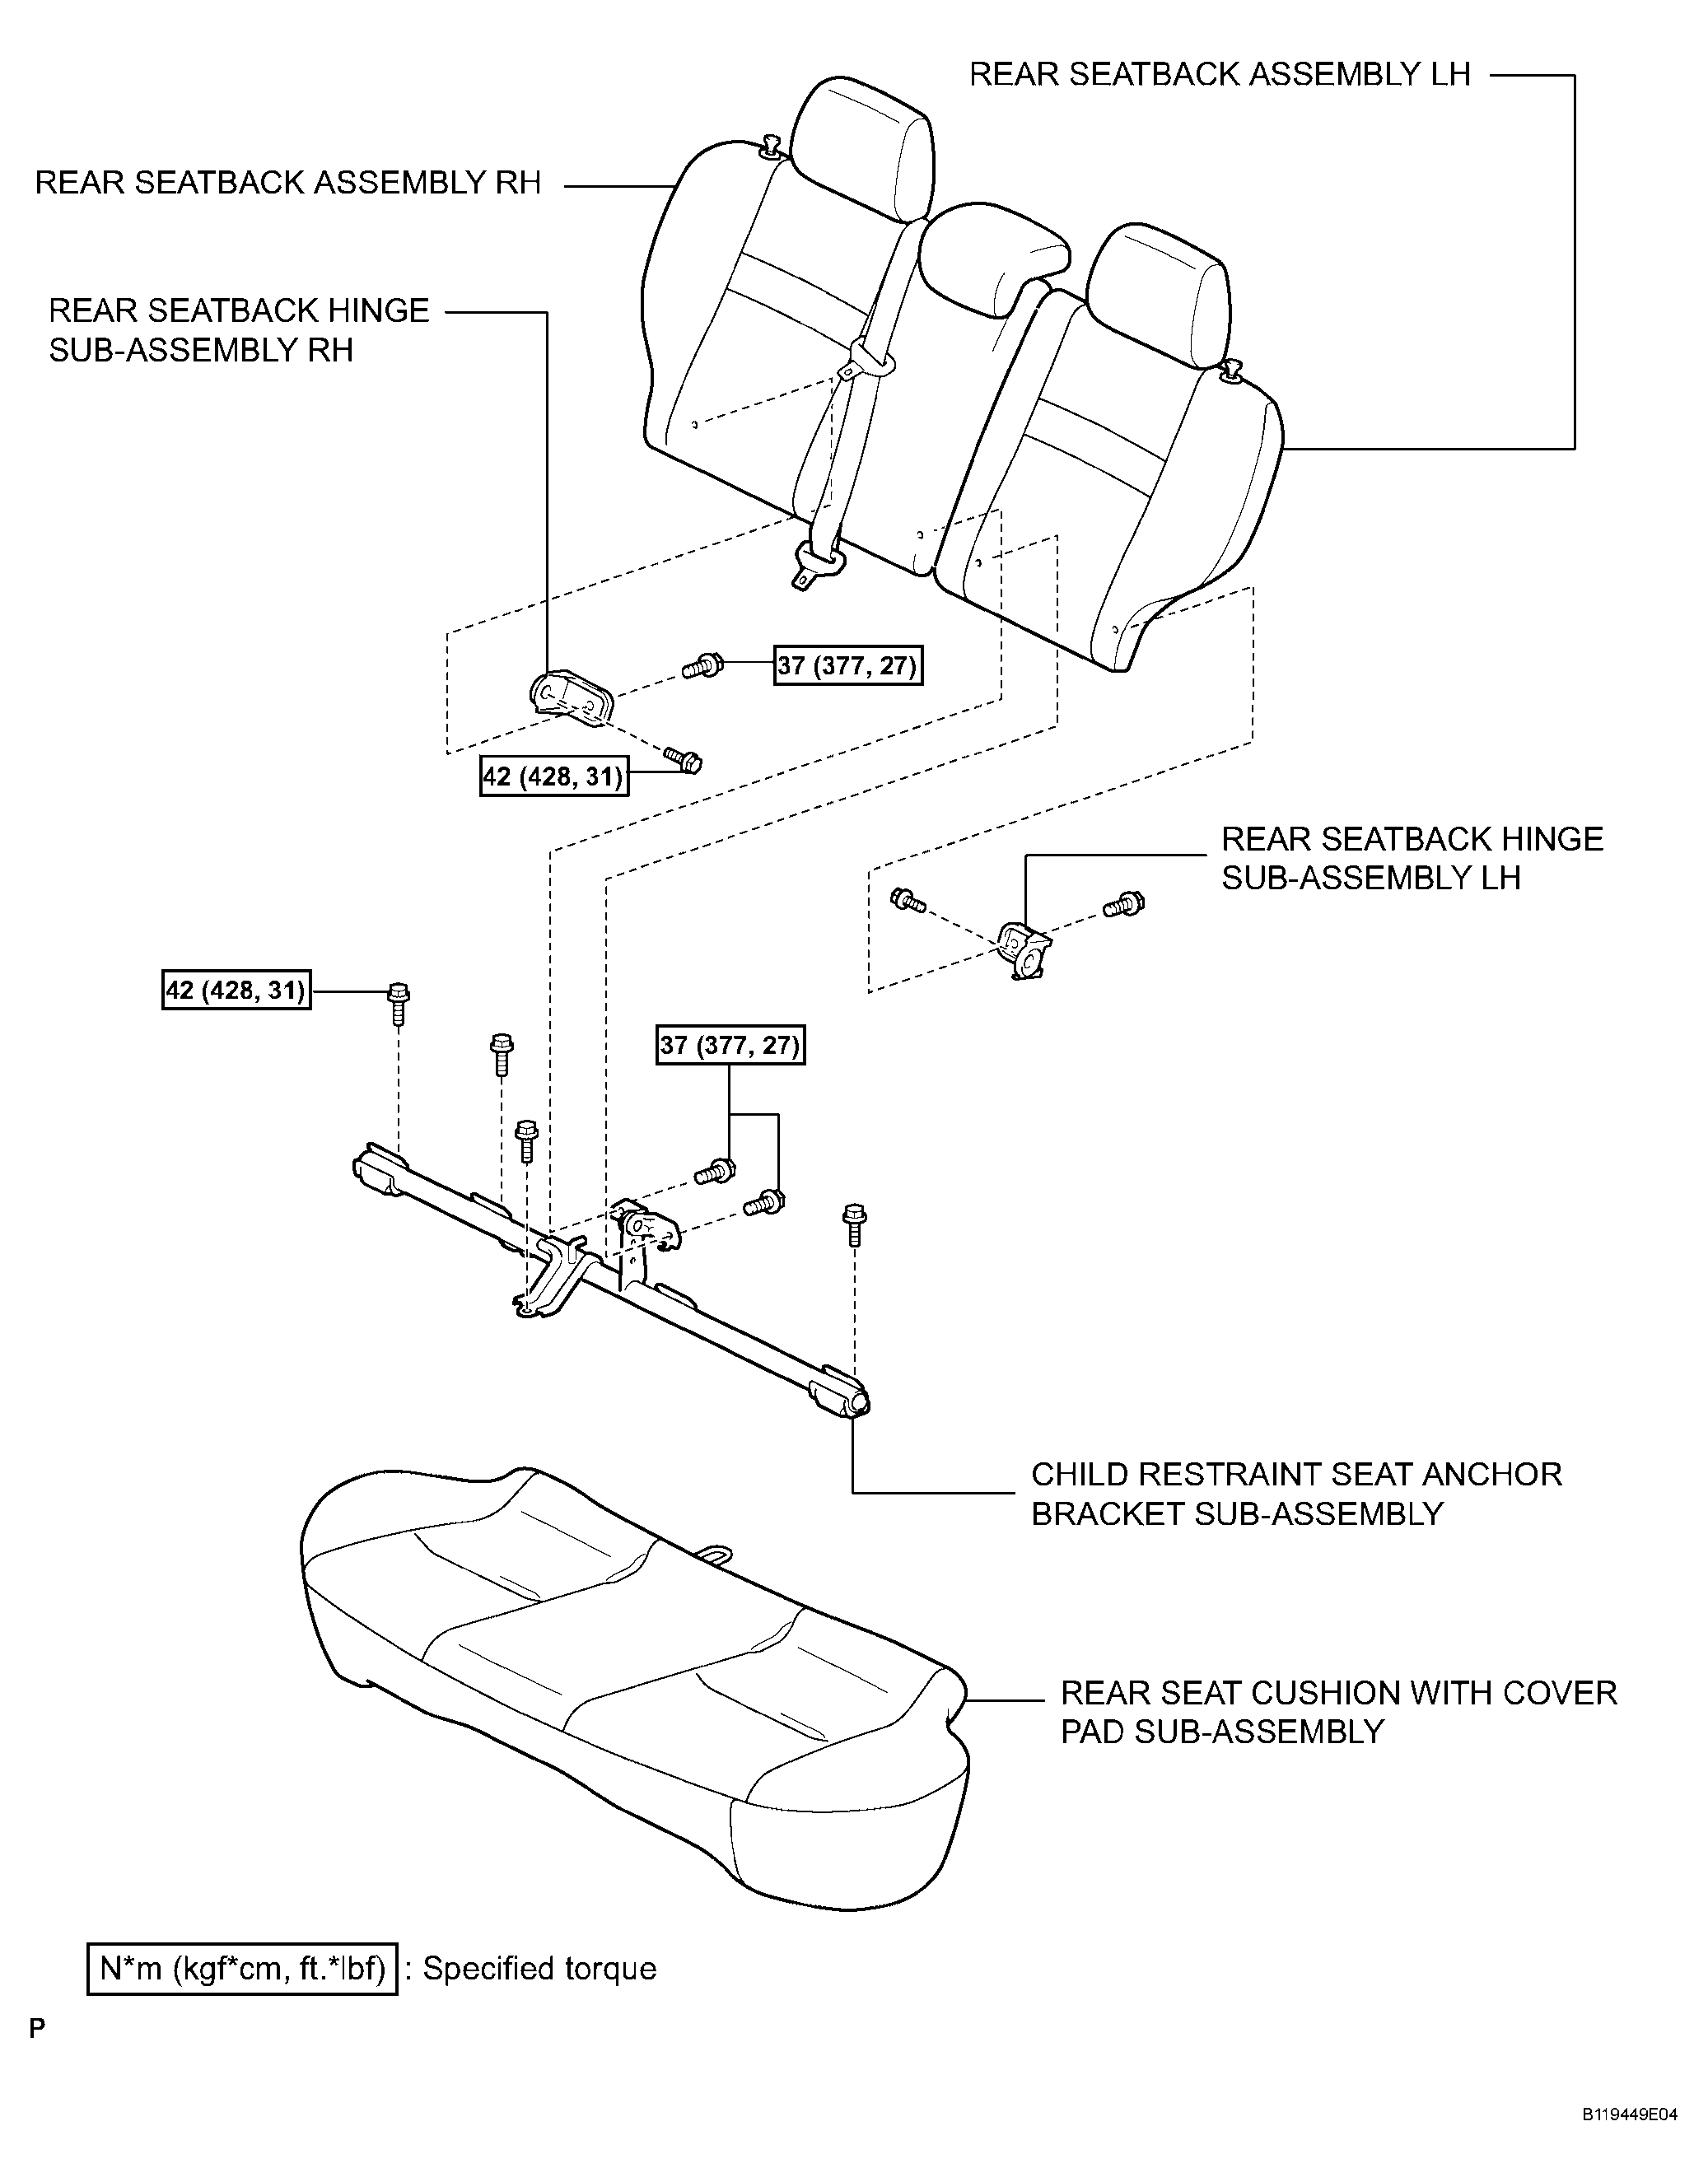 REAR SEATBACK ASSEMBLY LH
REAR SEATBACK ASSEMBLY RH
REAR SEATBACK HINGE
SUB-ASSEMBLY RH
37 (377, 27)
42 (428, 31)
REAR SEATBACK HINGE
SUB-ASSEMBLY LH
42 (428, 31)
37 (377, 27)
CHILD RESTRAINT SEAT ANCHOR
BRACKET SUB-ASSEMBLY
REAR SEAT CUSHION WITH COVER
PAD SUB-ASSEMBLY
N*m (kgf*cm, ft.*lbf) : Specified torque
P
B119449E04